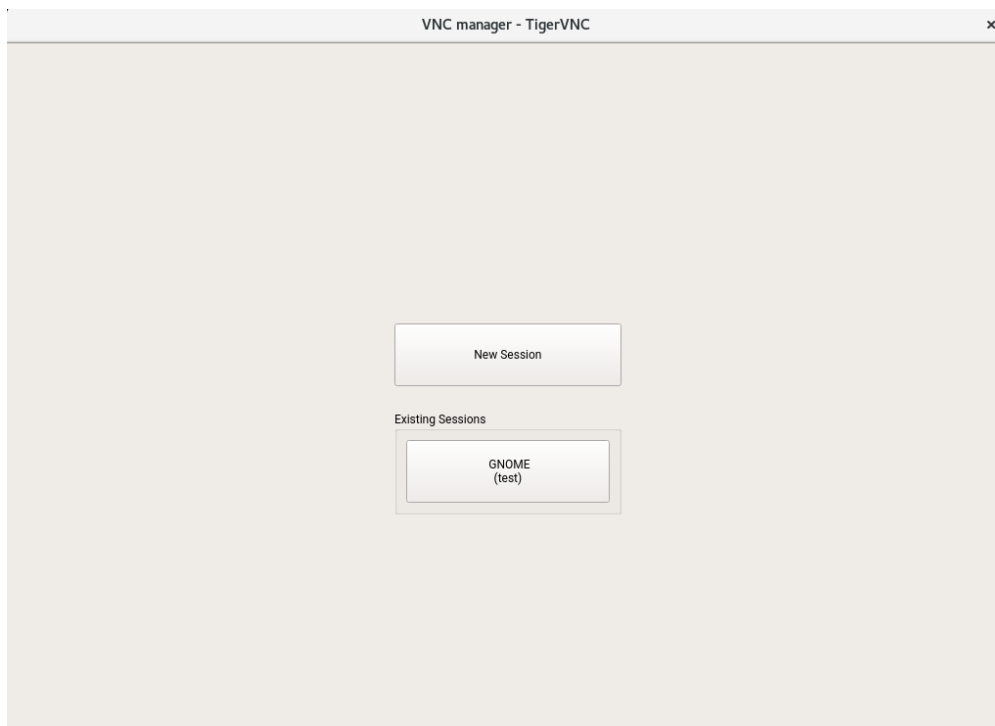 VNC manager - TigerVNC
New Session
Existing Sessions
GNOME
(test)